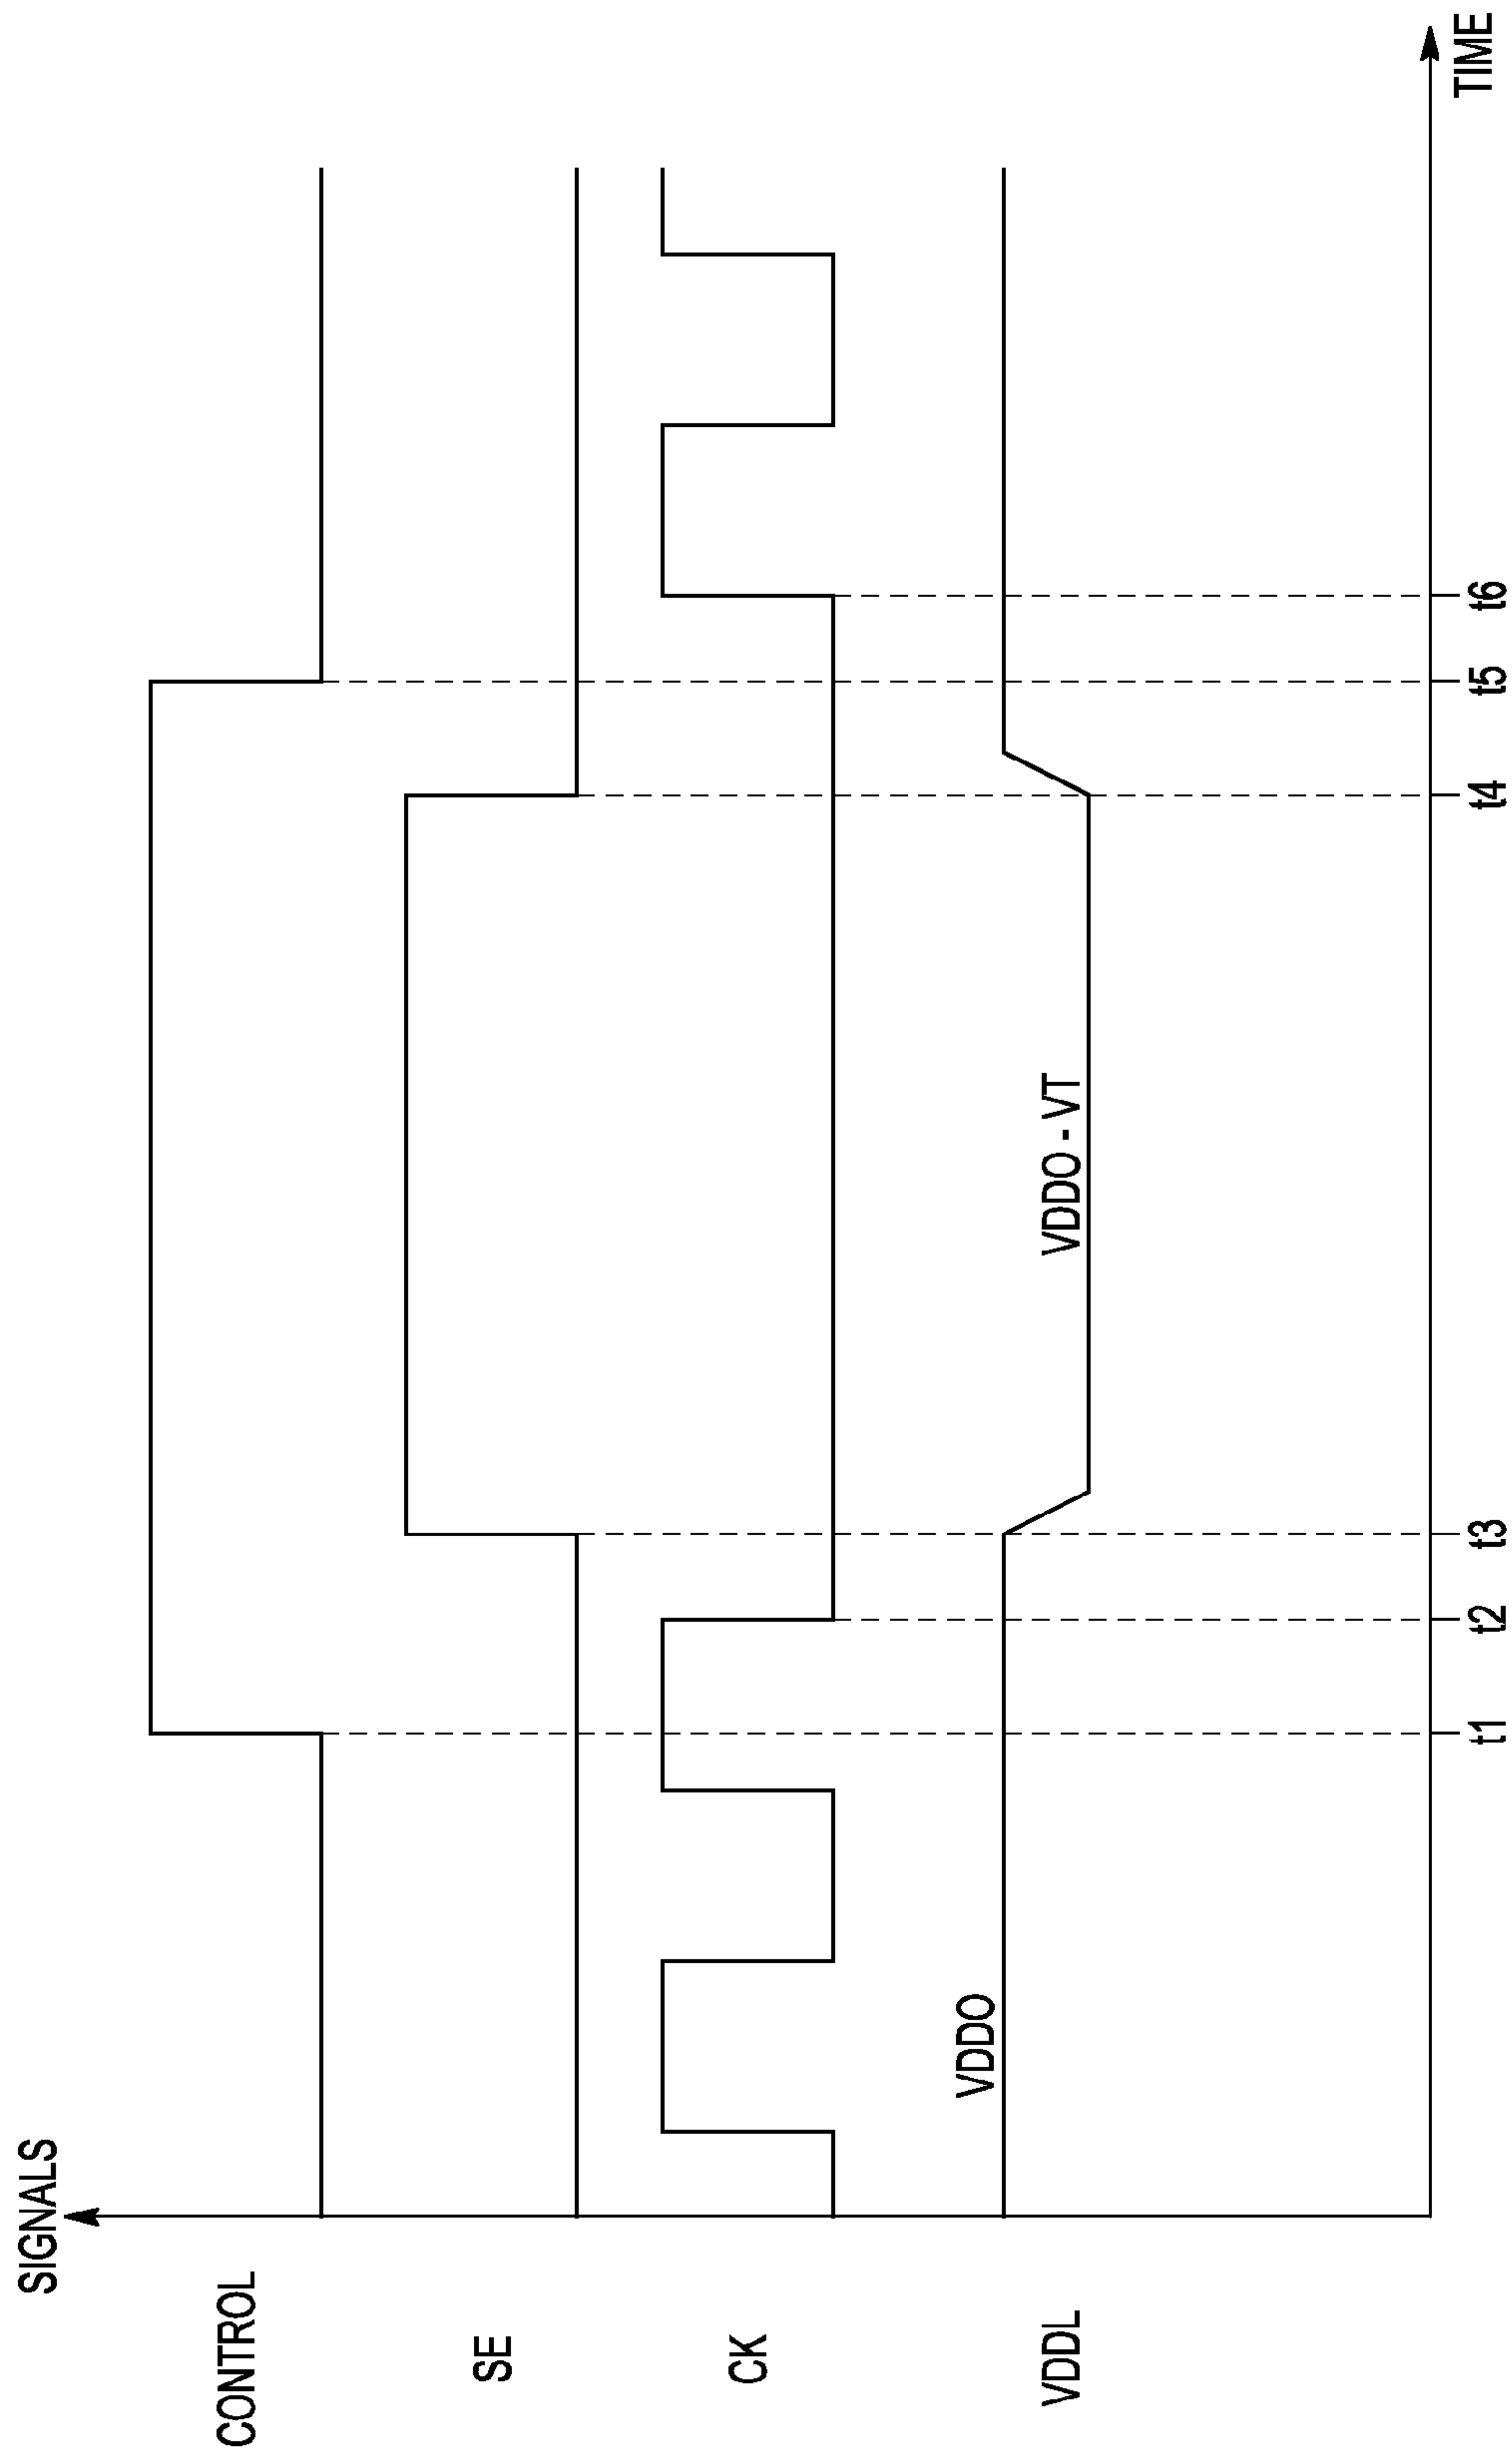 SIGNALS
CONTROL
SE
CK
VDDO
VDDL
VDDO - VT
t1 t2 t3 t4 t5 t6
TIME